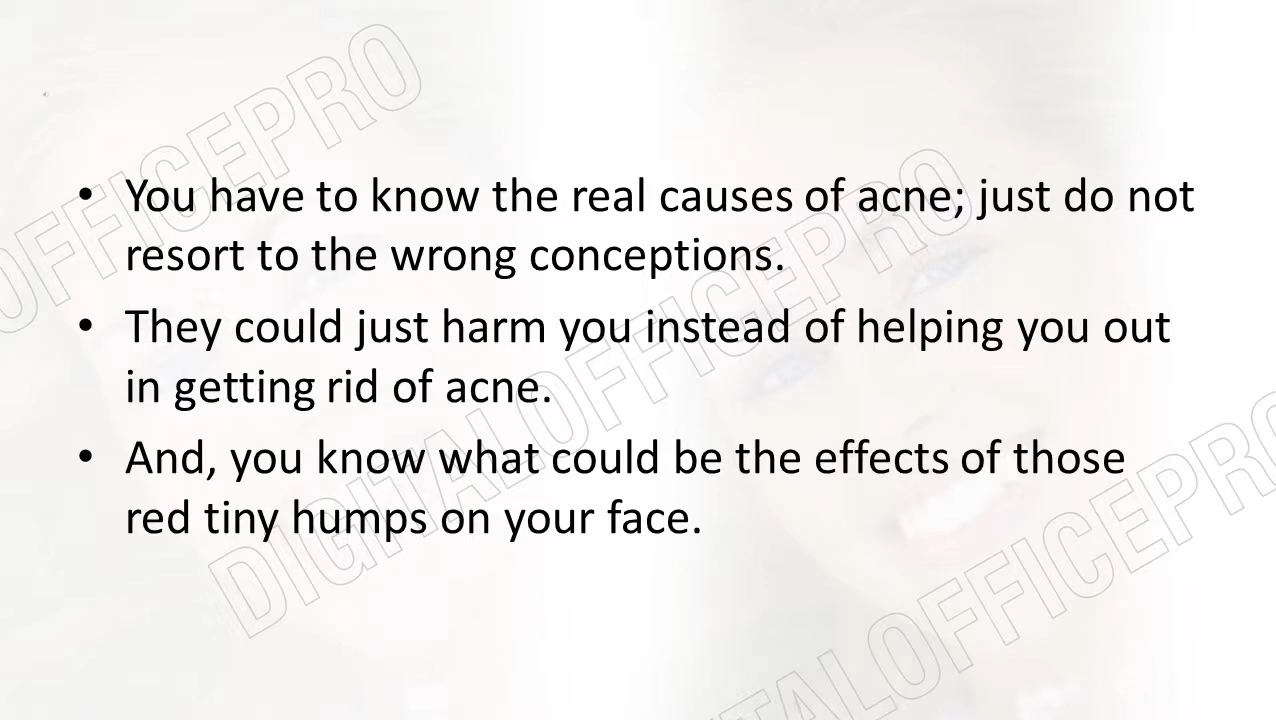 • You have to know the real causes of acne; just do not
resort to the wrong conceptions.
• They could just harm you instead of helping you out
in getting rid of acne.
• And, you know what could be the effects of those
red tiny humps on your face.
OFFICEPRO
DIGITALOFFICEPRO
ITALOFFICEPRO